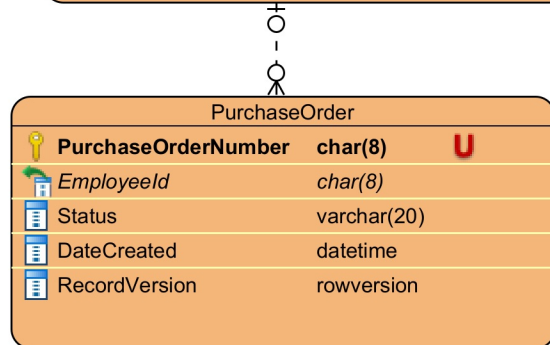 PurchaseOrder
PurchaseOrderNumber char(8) U
EmployeeId char(8)
Status varchar(20)
DateCreated datetime
RecordVersion rowversion